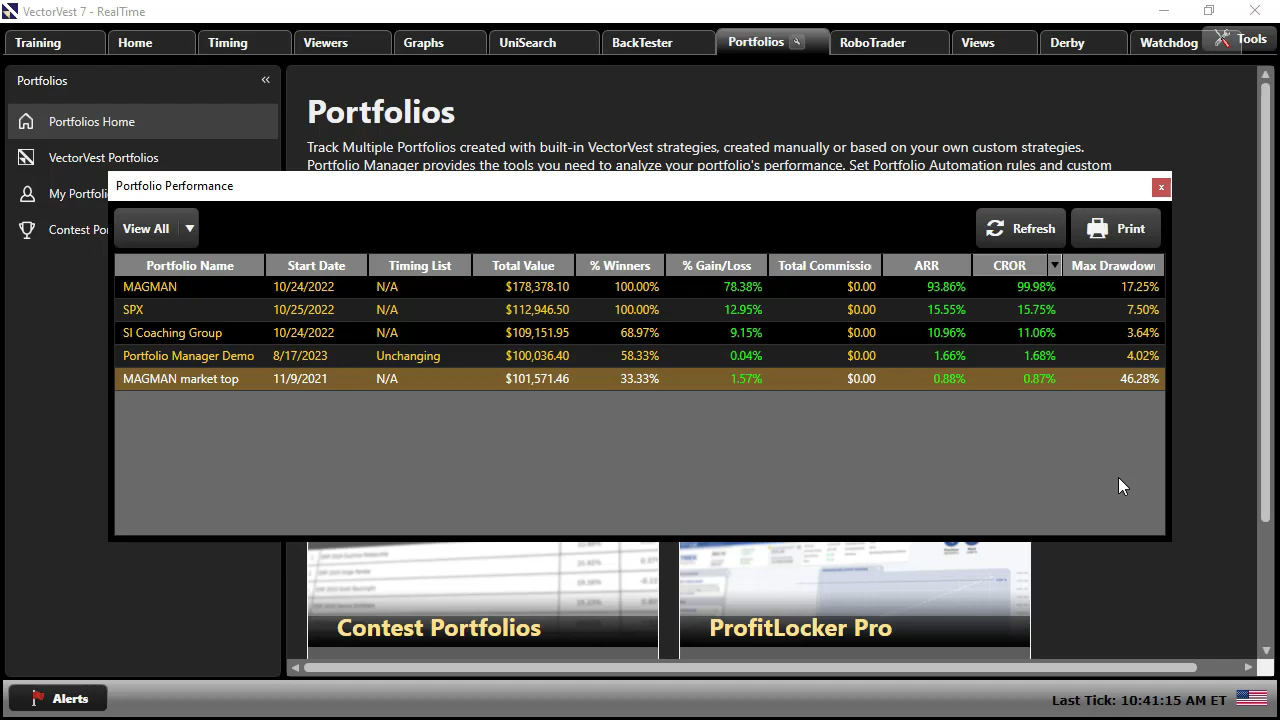 VectorVest 7 - RealTime
Training Home Timing Viewers Graphs UniSearch BackTester Portfolios RoboTrader Views Derby Watchdog Tools
Portfolios
Portfolios Home
VectorVest Portfolios
My Portfoli
Contest Po
Portfolios
Track Multiple Portfolios created with built-in VectorVest strategies, created manually or based on your own custom strategies.
Portfolio Manager provides the tools you need to analyze your portfolio's performance. Set Portfolio Automation rules and custom
Portfolio Performance
View All Refresh Print
Portfolio Name Start Date Timing List Total Value % Winners % Gain/Loss Total Commissio ARR CROR Max Drawdow
MAGMAN 10/24/2022 N/A $178,378.10 100.00% 78.38% $0.00 93.86% 99.98% 17.25%
SPX 10/25/2022 N/A $112,946.50 100.00% 12.95% $0.00 15.55% 15.75% 7.50%
SI Coaching Group 10/24/2022 N/A $109,151.95 68.97% 9.15% $0.00 10.96% 11.06% 3.64%
Portfolio Manager Demo 8/17/2023 Unchanging $100,036.40 58.33% 0.04% $0.00 1.66% 1.68% 4.02%
MAGMAN market top 11/9/2021 N/A $101,571.46 33.33% 1.57% $0.00 0.88% 0.87% 46.28%
Contest Portfolios
ProfitLocker Pro
Alerts
Last Tick: 10:41:15 AM ET